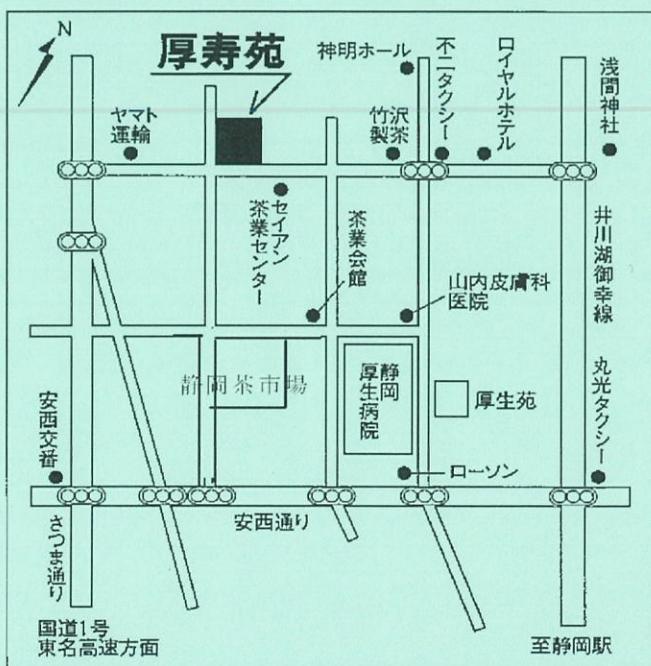 N
厚寿苑
神明ホール
不二タクシー
ロイヤルホテル
浅間神社
ヤマト
運輸
竹沢
製茶
セイアン
茶業センター
茶業
会館
山内皮膚科
医院
井川湖御幸線
静岡茶市場
静岡
厚生病院
厚生苑
丸光タクシー
安西交番
ローソン
安西通り
さつま通り
国道1号
東名高速方面
至静岡駅